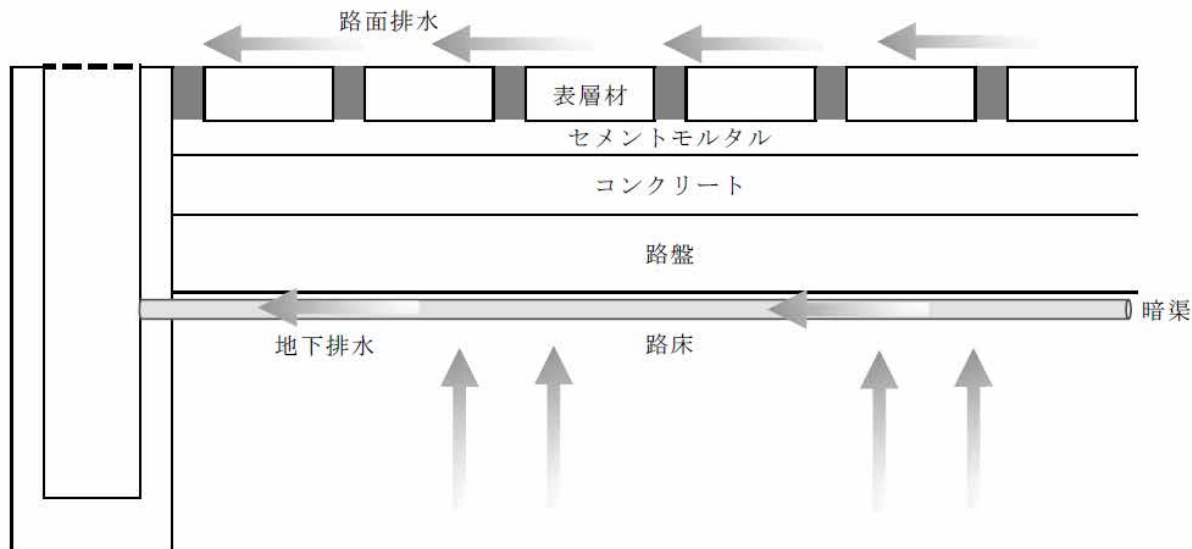 路面排水
表層材
セメントモルタル
コンクリート
路盤
暗渠
地下排水
路床